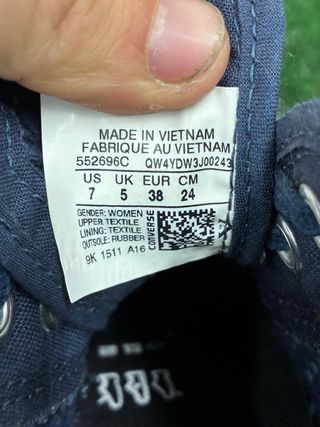 MADE IN VIETNAM
FABRIQUE AU VIETNAM
552696C QW4YDW3J00243
US UK EUR CM
7 5 38 24
GENDER: WOMEN
UPPER:TEXTILE
LINING: TEXTILE
OUTSOLE: RUBBER
CONVERSE
9K 1511 A16